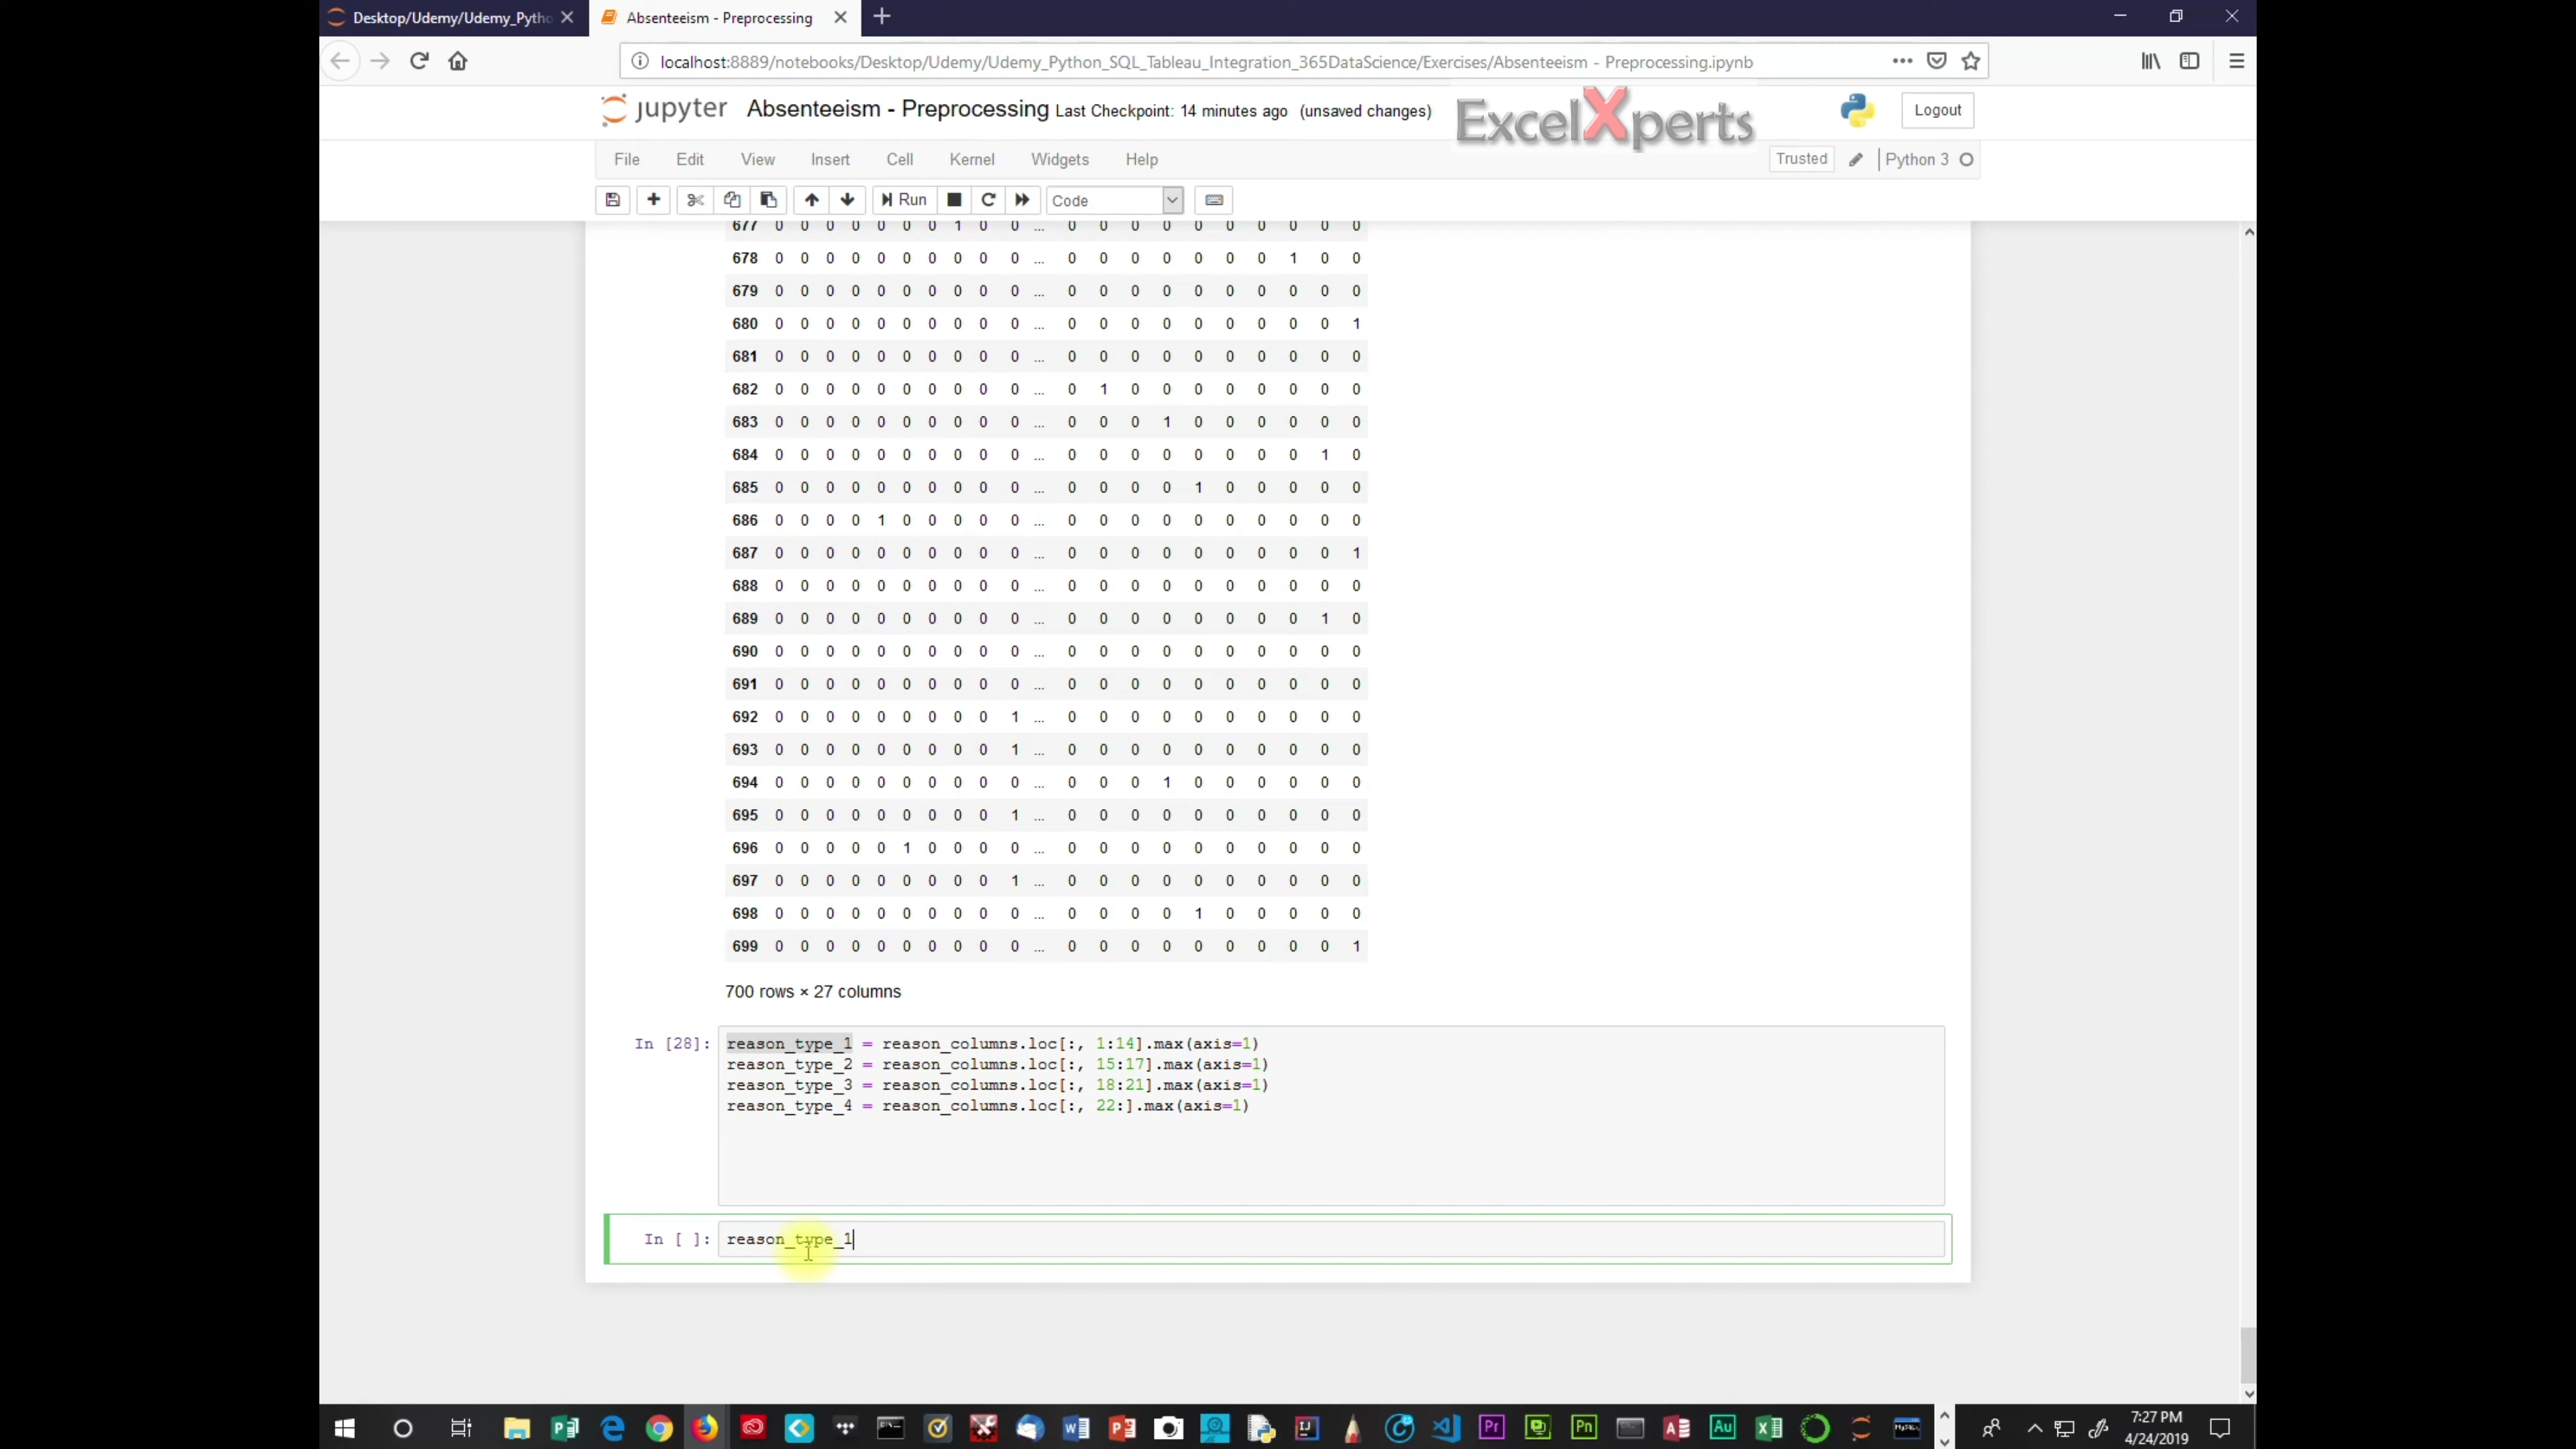 Desktop/Udemy/Udemy_Pytho
Absenteeism - Preprocessing
localhost:8889/notebooks/Desktop/Udemy/Udemy_Python_SQL_Tableau_Integration_365DataScience/Exercises/Absenteeism - Preprocessing.ipynb
jupyter Absenteeism - Preprocessing Last Checkpoint: 14 minutes ago (unsaved changes)
ExcelXperts
Logout
File Edit View Insert Cell Kernel Widgets Help
Trusted Python 3
Run Code
677 0 0 0 0 0 0 0 1 0 0 ... 0 0 0 0 0 0 0 0 0 0
678 0 0 0 0 0 0 0 0 0 0 ... 0 0 0 0 0 0 0 1 0 0
679 0 0 0 0 0 0 0 0 0 0 ... 0 0 0 0 0 0 0 0 0 0
680 0 0 0 0 0 0 0 0 0 0 ... 0 0 0 0 0 0 0 0 0 1
681 0 0 0 0 0 0 0 0 0 0 ... 0 0 0 0 0 0 0 0 0 0
682 0 0 0 0 0 0 0 0 0 0 ... 0 1 0 0 0 0 0 0 0 0
683 0 0 0 0 0 0 0 0 0 0 ... 0 0 0 1 0 0 0 0 0 0
684 0 0 0 0 0 0 0 0 0 0 ... 0 0 0 0 0 0 0 0 1 0
685 0 0 0 0 0 0 0 0 0 0 ... 0 0 0 0 1 0 0 0 0 0
686 0 0 0 0 1 0 0 0 0 0 ... 0 0 0 0 0 0 0 0 0 0
687 0 0 0 0 0 0 0 0 0 0 ... 0 0 0 0 0 0 0 0 0 1
688 0 0 0 0 0 0 0 0 0 0 ... 0 0 0 0 0 0 0 0 0 0
689 0 0 0 0 0 0 0 0 0 0 ... 0 0 0 0 0 0 0 0 1 0
690 0 0 0 0 0 0 0 0 0 0 ... 0 0 0 0 0 0 0 0 0 0
691 0 0 0 0 0 0 0 0 0 0 ... 0 0 0 0 0 0 0 0 0 0
692 0 0 0 0 0 0 0 0 0 1 ... 0 0 0 0 0 0 0 0 0 0
693 0 0 0 0 0 0 0 0 0 1 ... 0 0 0 0 0 0 0 0 0 0
694 0 0 0 0 0 0 0 0 0 0 ... 0 0 0 1 0 0 0 0 0 0
695 0 0 0 0 0 0 0 0 0 1 ... 0 0 0 0 0 0 0 0 0 0
696 0 0 0 0 0 1 0 0 0 0 ... 0 0 0 0 0 0 0 0 0 0
697 0 0 0 0 0 0 0 0 0 1 ... 0 0 0 0 0 0 0 0 0 0
698 0 0 0 0 0 0 0 0 0 0 ... 0 0 0 0 1 0 0 0 0 0
699 0 0 0 0 0 0 0 0 0 0 ... 0 0 0 0 0 0 0 0 0 1
700 rows × 27 columns
In [28]: reason_type_1 = reason_columns.loc[:, 1:14].max(axis=1)
reason_type_2 = reason_columns.loc[:, 15:17].max(axis=1)
reason_type_3 = reason_columns.loc[:, 18:21].max(axis=1)
reason_type_4 = reason_columns.loc[:, 22:].max(axis=1)
In [ ]: reason_type_1
7:27 PM
4/24/2019